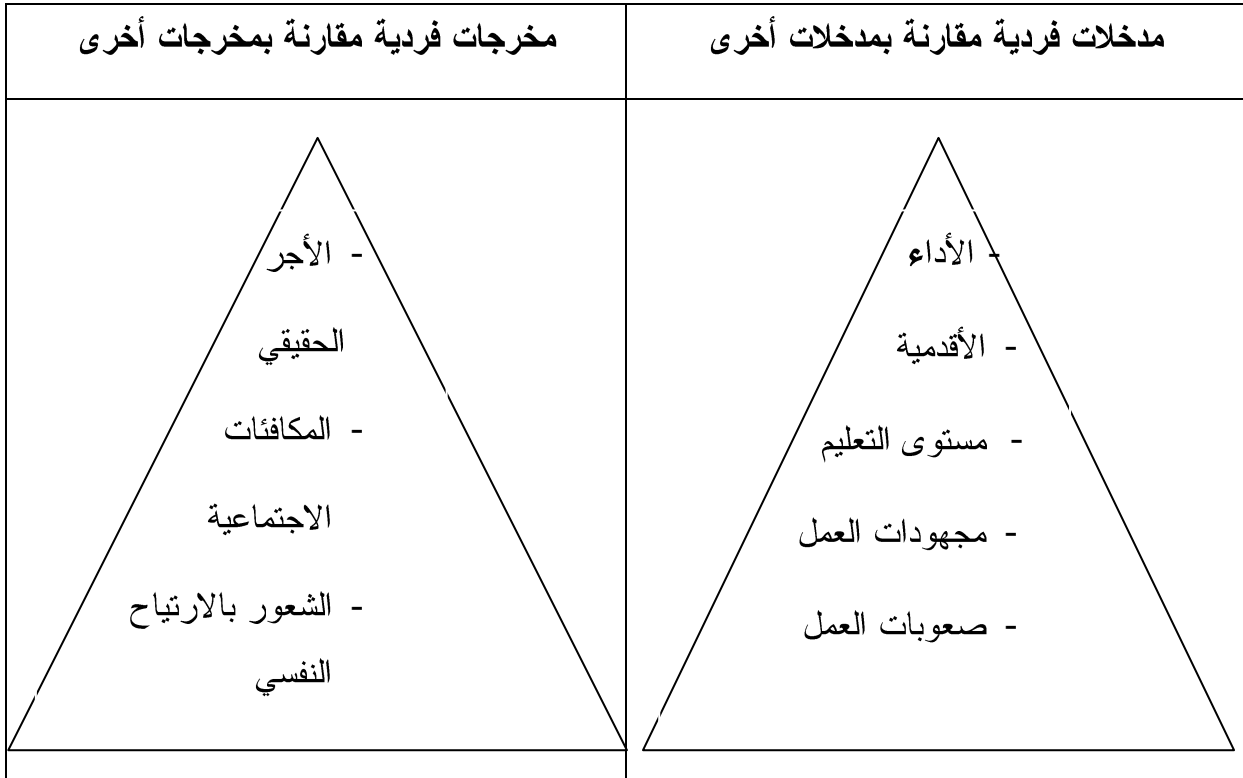 مدخلات فردية مقارنة بمدخلات أخرى
مخرجات فردية مقارنة بمخرجات أخرى
- الأداء
- الأقدمية
- مستوى التعليم
- مجهودات العمل
- صعوبات العمل
- الأجر
الحقيقي
- المكافئات
الاجتماعية
- الشعور بالارتياح
النفسي